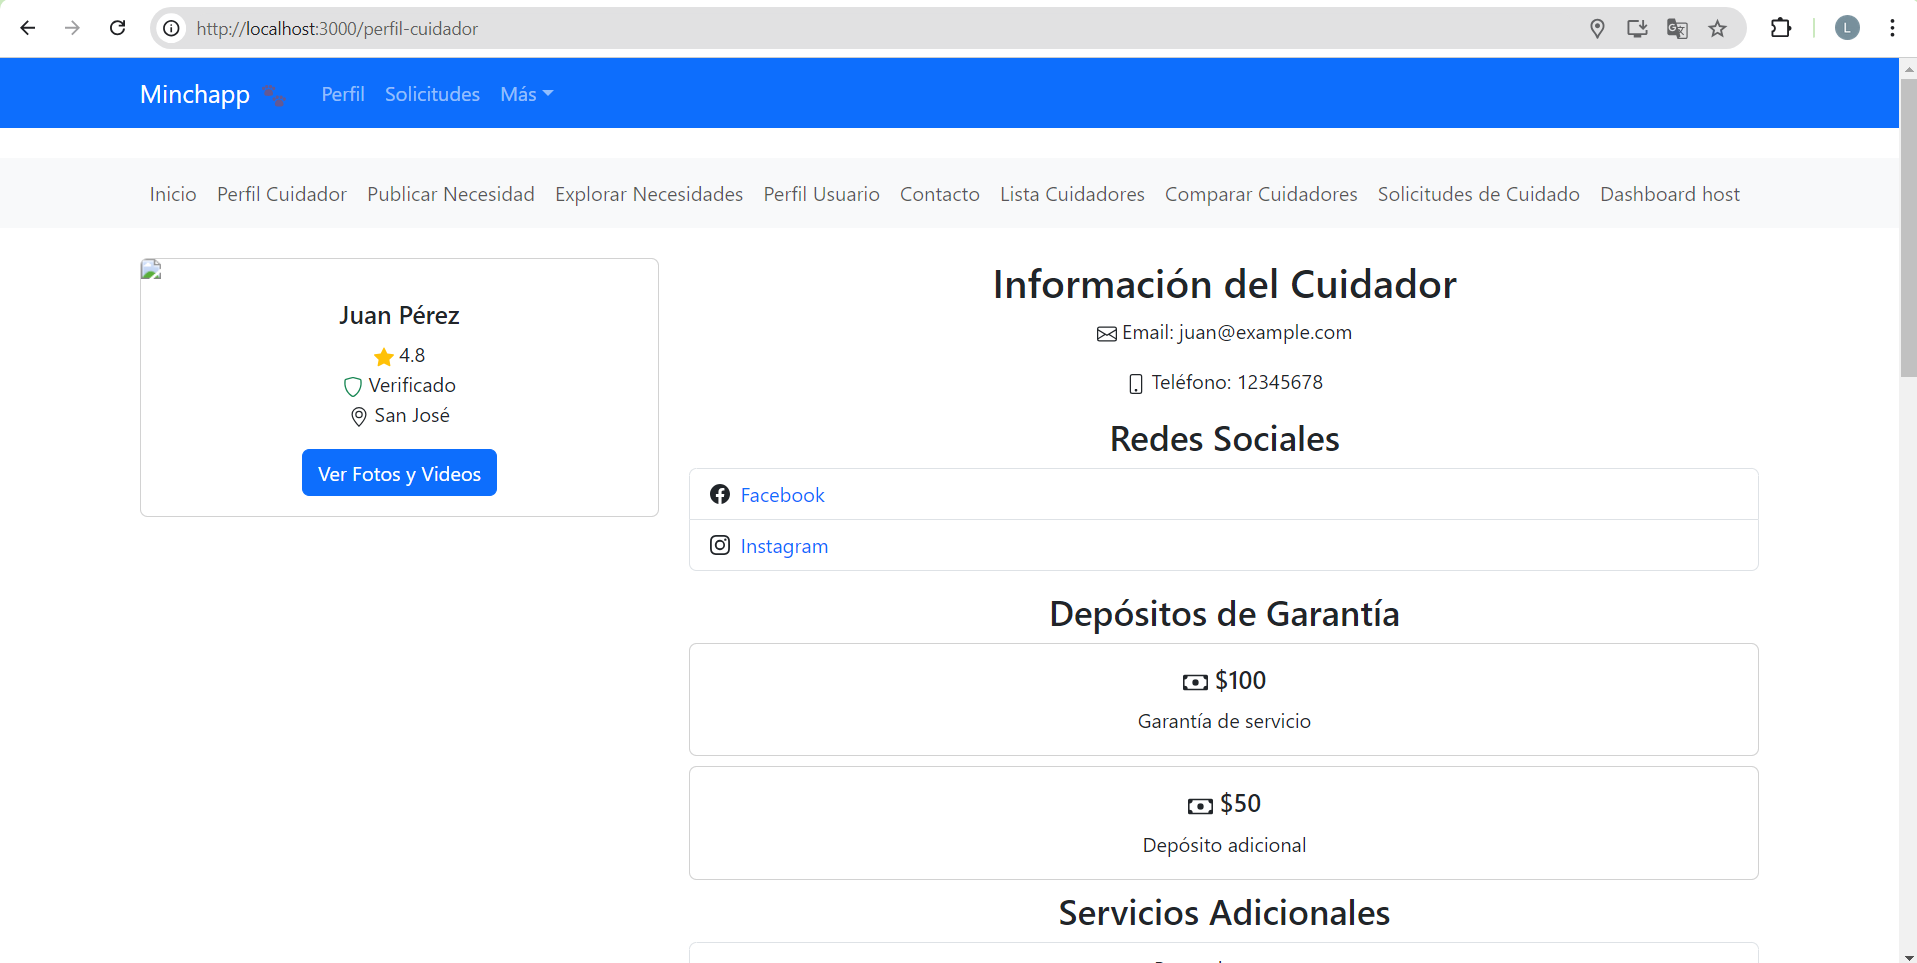 http://localhost:3000/perfil-cuidador
L
Minchapp Perfil Solicitudes Más
Inicio Perfil Cuidador Publicar Necesidad Explorar Necesidades Perfil Usuario Contacto Lista Cuidadores Comparar Cuidadores Solicitudes de Cuidado Dashboard host
Juan Pérez
4.8
Verificado
San José
Ver Fotos y Videos
Información del Cuidador
Email: juan@example.com
Teléfono: 12345678
Redes Sociales
Facebook
Instagram
Depósitos de Garantía
$100
Garantía de servicio
$50
Depósito adicional
Servicios Adicionales